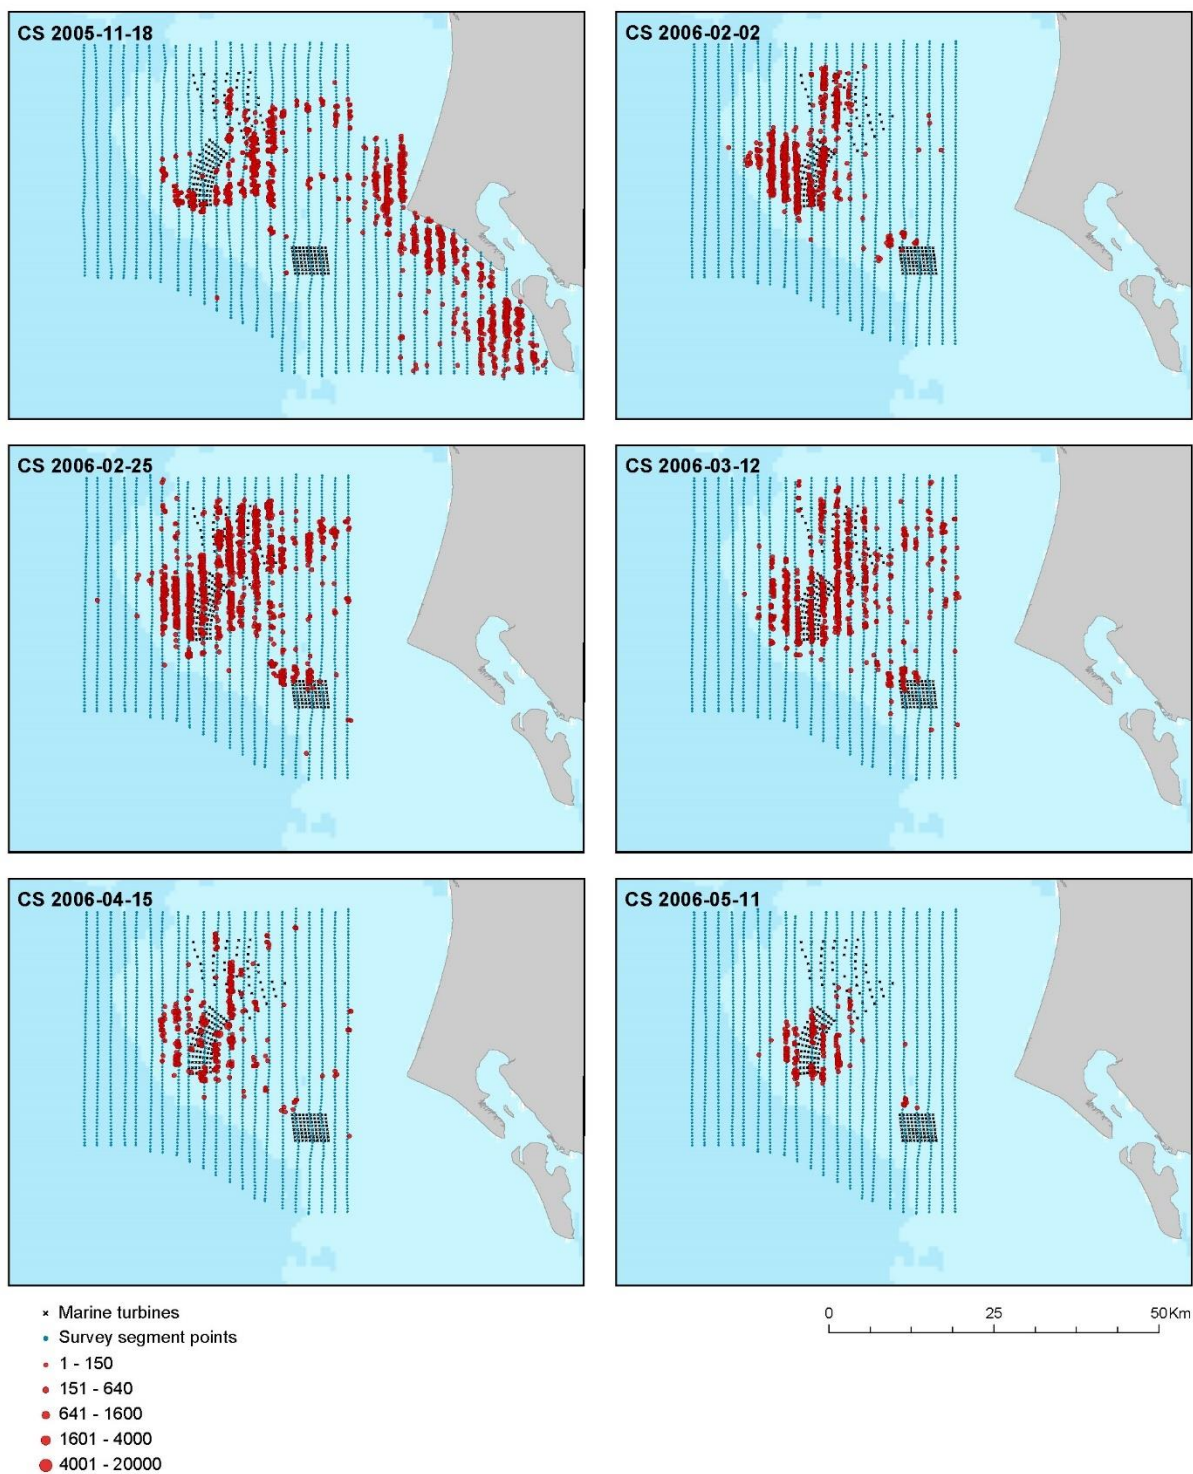 CS 2005-11-18
CS 2006-02-02
CS 2006-02-25
CS 2006-03-12
CS 2006-04-15
CS 2006-05-11
Marine turbines
Survey segment points
1 - 150
151 - 640
641 - 1600
1601 - 4000
4001 - 20000
0 25 50Km